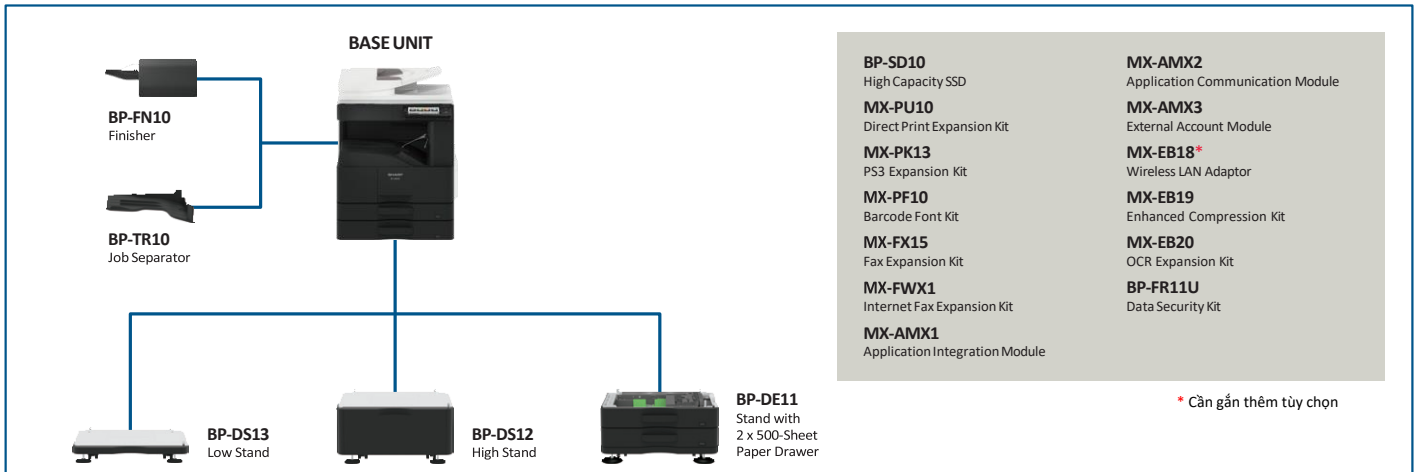 BASE UNIT
BP-FN10
Finisher
BP-TR10
Job Separator
BP-DS13
Low Stand
BP-DS12
High Stand
BP-DE11
Stand with
2 x 500-Sheet
Paper Drawer
BP-SD10
High Capacity SSD
MX-PU10
Direct Print Expansion Kit
MX-PK13
PS3 Expansion Kit
MX-PF10
Barcode Font Kit
MX-FX15
Fax Expansion Kit
MX-FWX1
Internet Fax Expansion Kit
MX-AMX1
Application Integration Module
MX-AMX2
Application Communication Module
MX-AMX3
External Account Module
MX-EB18*
Wireless LAN Adaptor
MX-EB19
Enhanced Compression Kit
MX-EB20
OCR Expansion Kit
BP-FR11U
Data Security Kit
* Cần gắn thêm tùy chọn